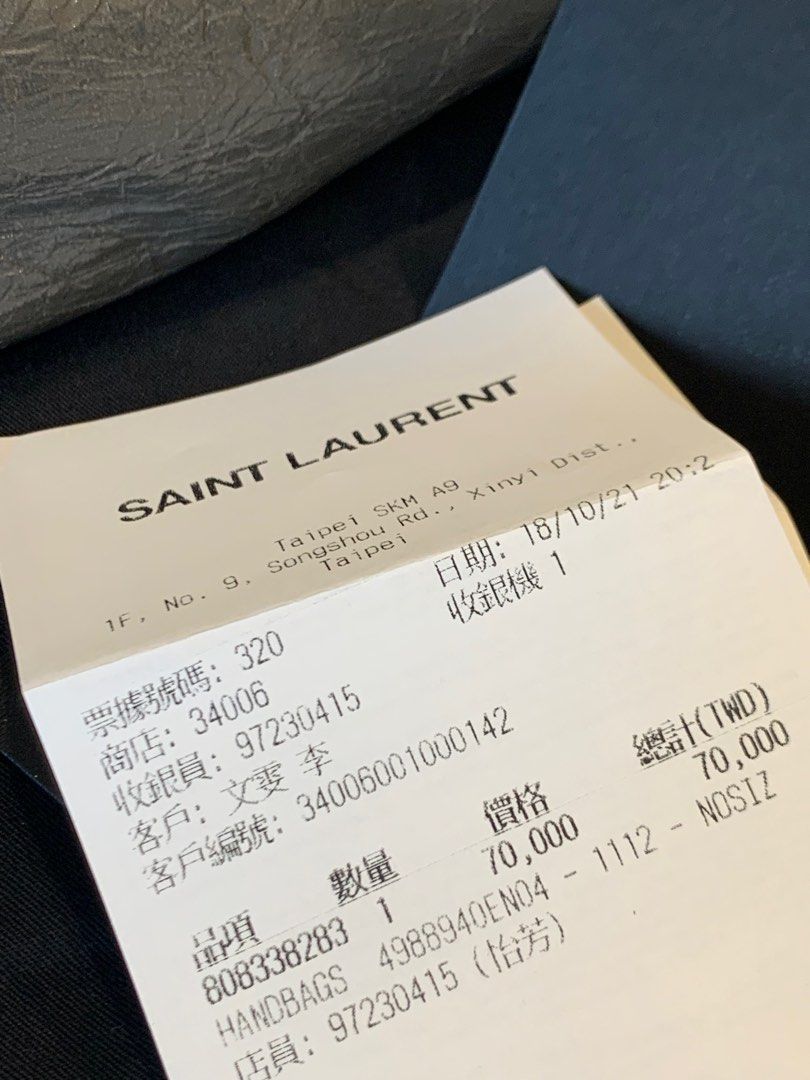 SAINT LAURENT
Taipei SKM A9
1F, No. 9, Songshou Rd., Xinyi Dist.,
Taipei
日期: 18/10/21 20:2
收銀機 1
票據號碼: 320
商店: 34006
收銀員: 97230415
客戶: 文雯 李
客戶編號: 34006001000142
品項 數量 價格 總計(TWD)
808338283 1 70,000 70,000
HANDBAGS 4988940EN04 - 1112 - NOSIZ
店員: 97230415 (怡芳)